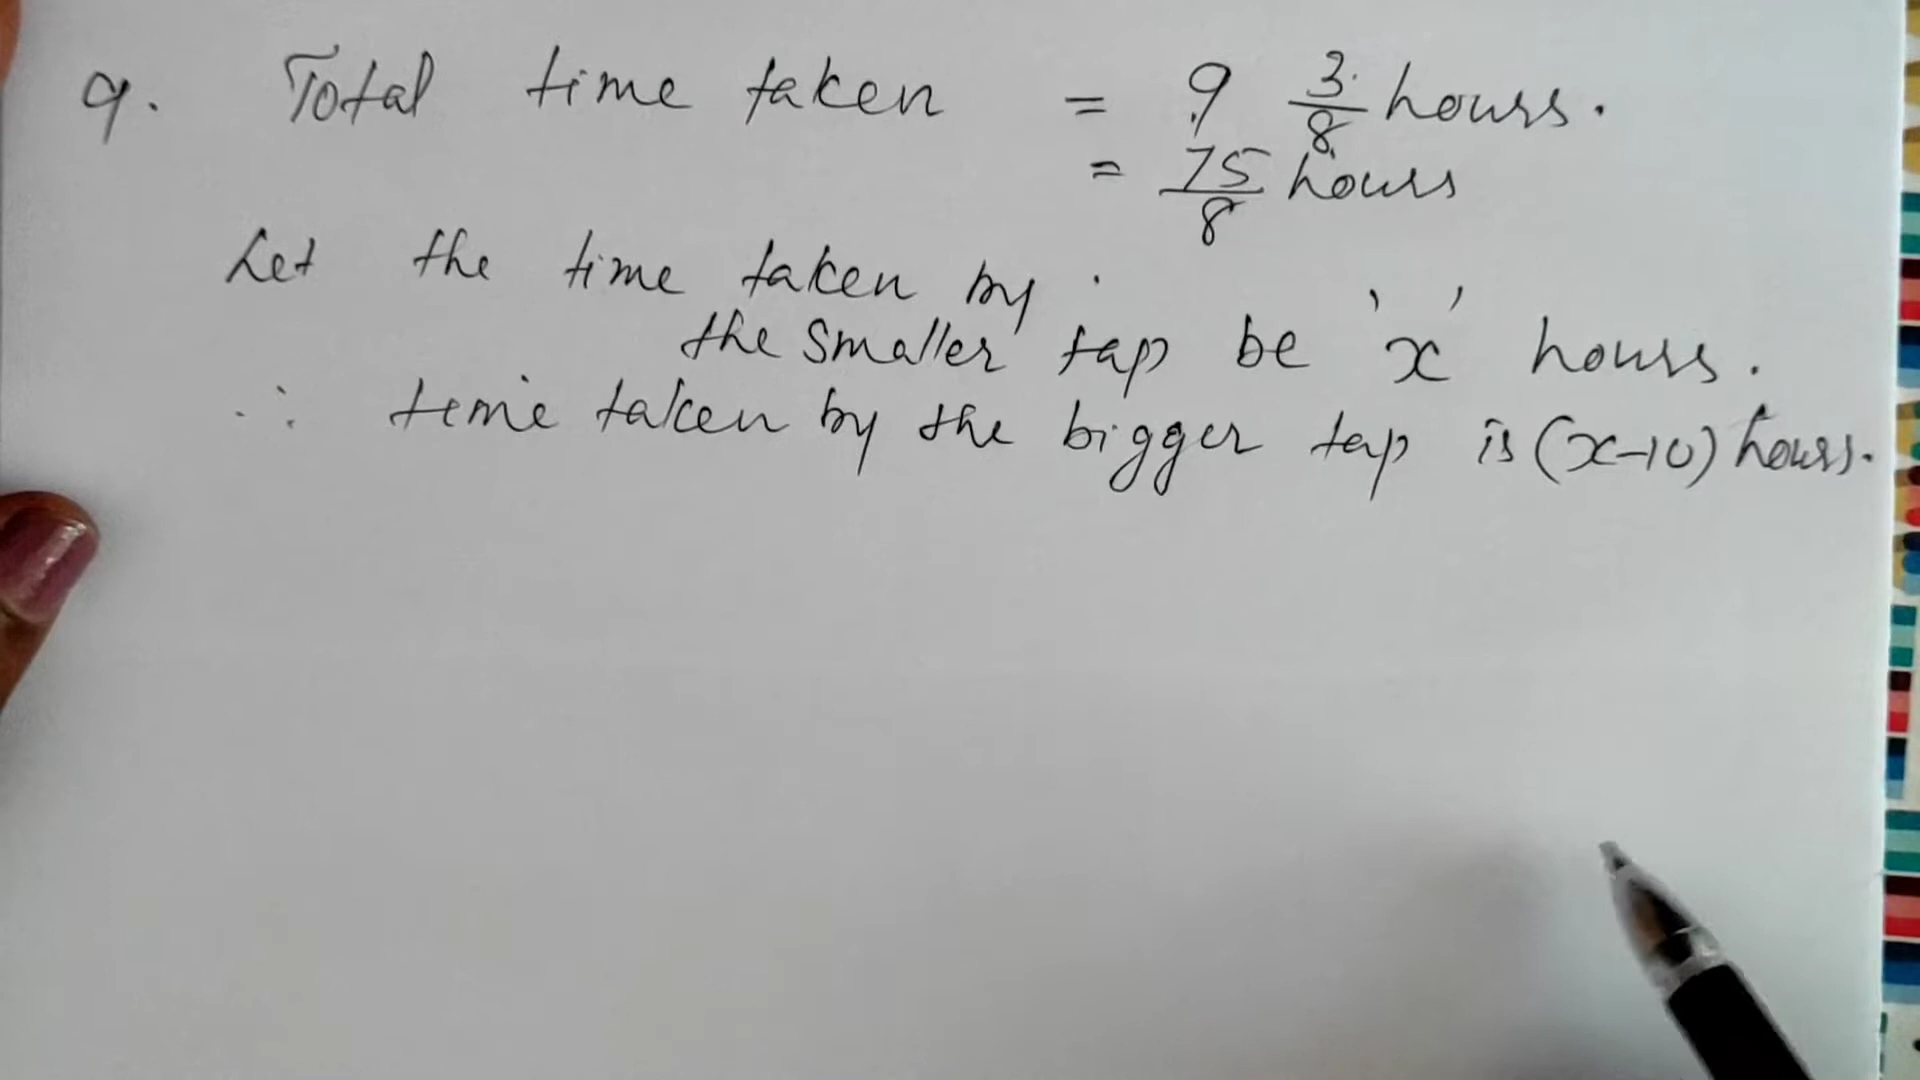 9. Total time taken = 9 3/8 hours.
= 75/8 hours
Let the time taken by
the smaller tap be 'x' hours.
∴ time taken by the bigger tap is (x-10) hours.